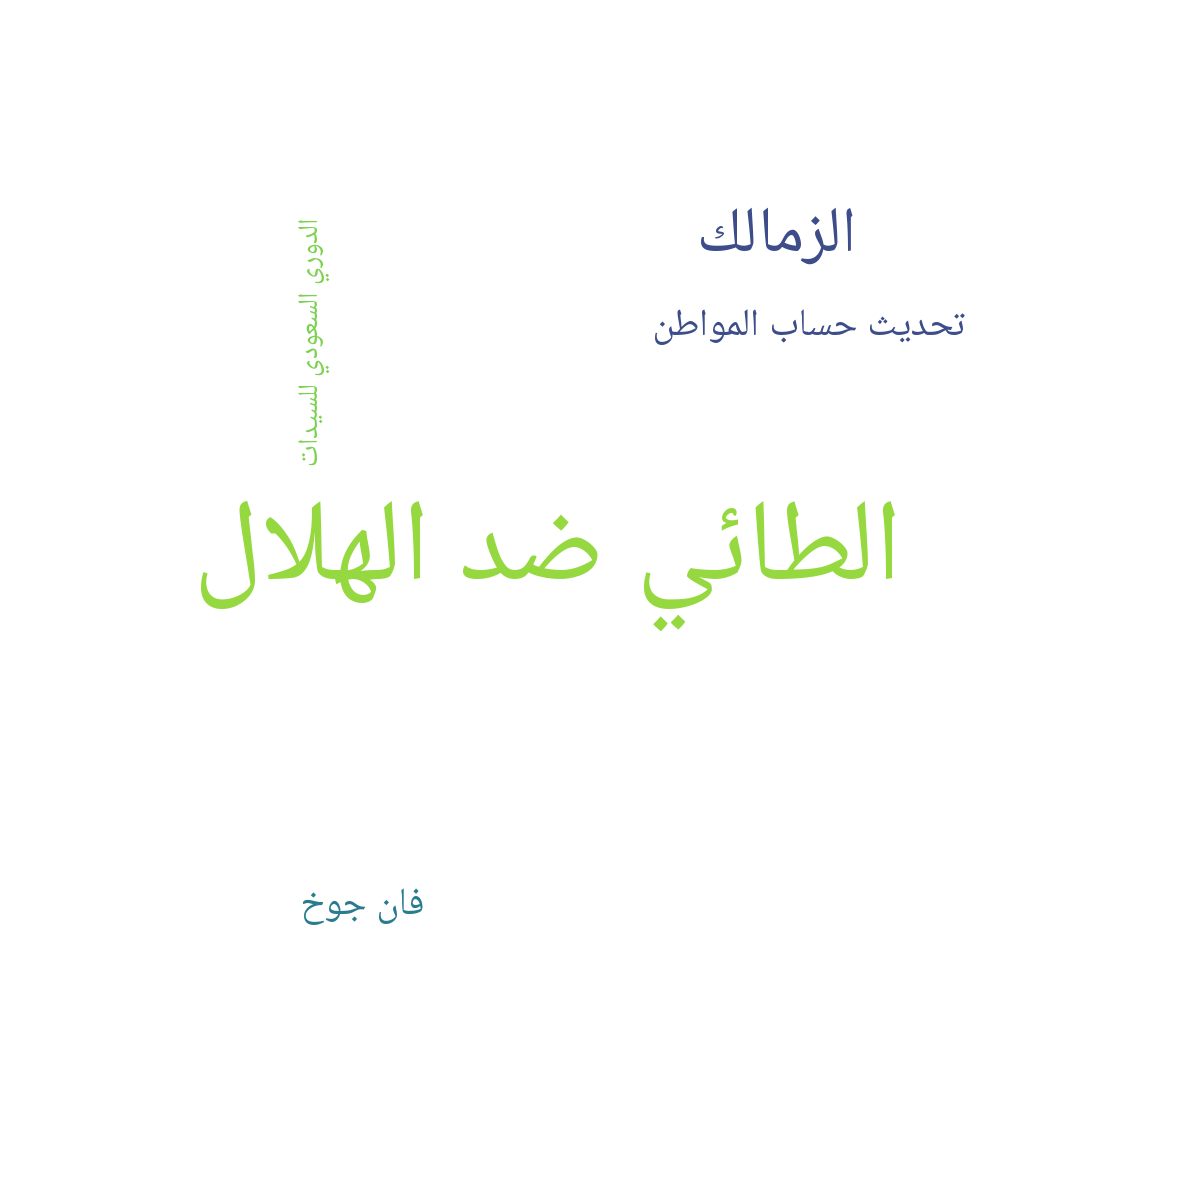 الزمالك
تحديث حساب المواطن
الدوري السعودي للسيدات
الطائي ضد الهلال
فان جوخ